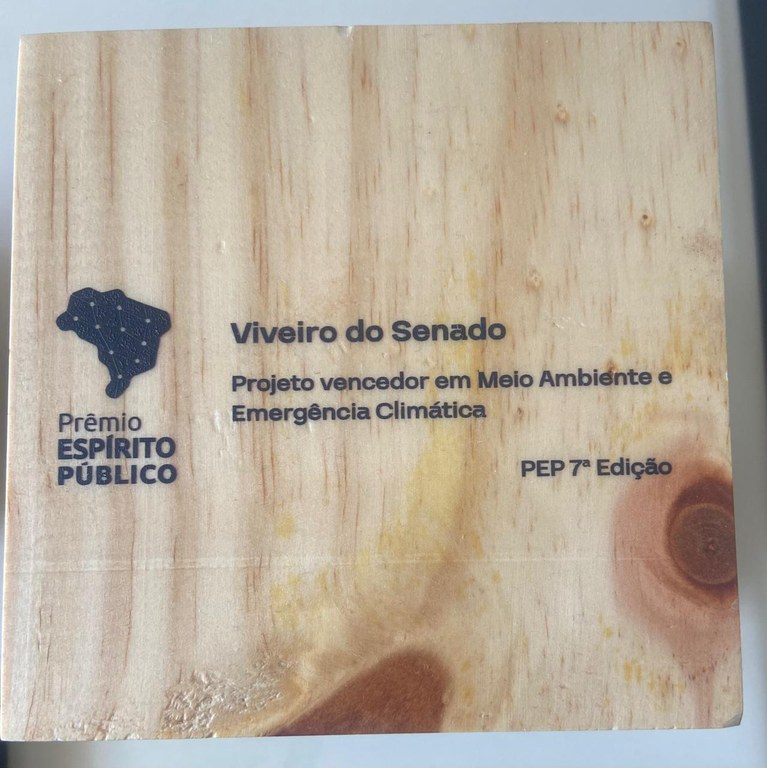 Viveiro do Senado
Projeto vencedor em Meio Ambiente e
Emergência Climática
PEP 7ª Edição
Prêmio
ESPÍRITO
PÚBLICO